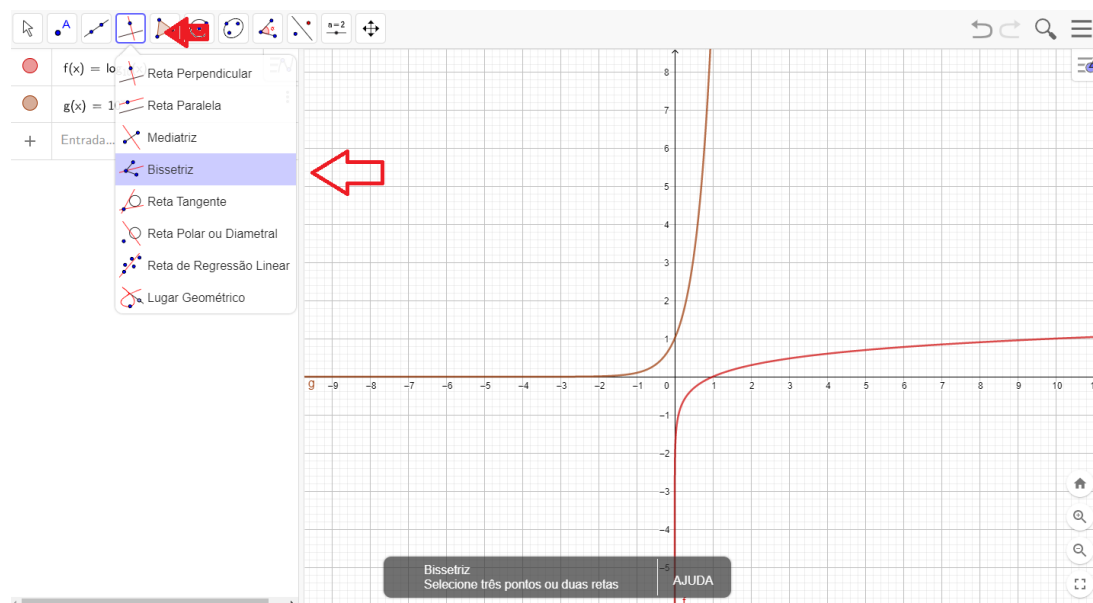 A
a=2
f(x) = lo
g(x) = 1
Entrada...
Reta Perpendicular
Reta Paralela
Mediatriz
Bissetriz
Reta Tangente
Reta Polar ou Diametral
Reta de Regressão Linear
Lugar Geométrico
8
7
6
5
4
3
2
1
g -9 -8 -7 -6 -5 -4 -3 -2 -1 0 1 2 3 4 5 6 7 8 9 10
-1
-2
-3
-4
-5
Bissetriz
Selecione três pontos ou duas retas
AJUDA